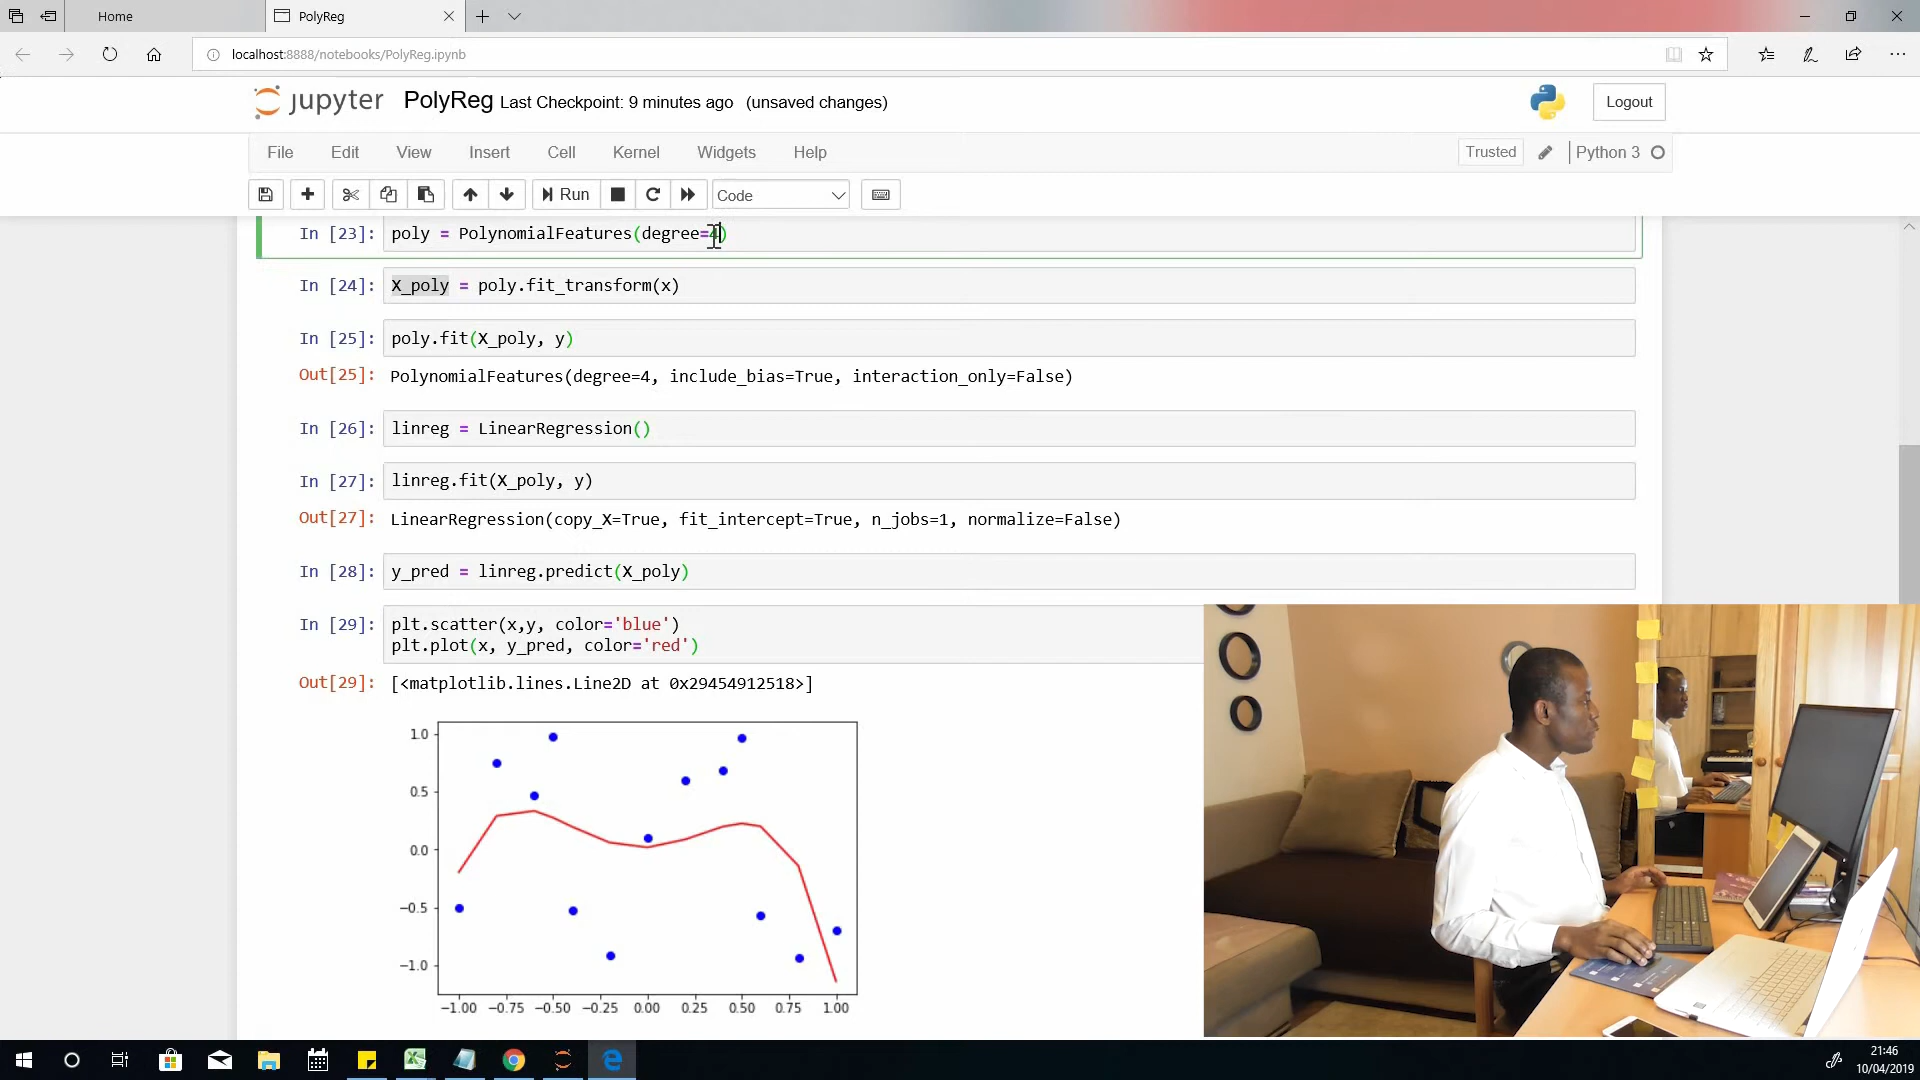 Home
PolyReg
localhost:8888/notebooks/PolyReg.ipynb
jupyter PolyReg Last Checkpoint: 9 minutes ago (unsaved changes)
Logout
File Edit View Insert Cell Kernel Widgets Help
Trusted Python 3
Run Code
In [23]: poly = PolynomialFeatures(degree=4)
In [24]: X_poly = poly.fit_transform(x)
In [25]: poly.fit(X_poly, y)
Out[25]: PolynomialFeatures(degree=4, include_bias=True, interaction_only=False)
In [26]: linreg = LinearRegression()
In [27]: linreg.fit(X_poly, y)
Out[27]: LinearRegression(copy_X=True, fit_intercept=True, n_jobs=1, normalize=False)
In [28]: y_pred = linreg.predict(X_poly)
In [29]: plt.scatter(x,y, color='blue')
plt.plot(x, y_pred, color='red')
Out[29]: [<matplotlib.lines.Line2D at 0x29454912518>]
1.0
0.5
0.0
−0.5
−1.0
−1.00 −0.75 −0.50 −0.25 0.00 0.25 0.50 0.75 1.00
21:46
10/04/2019